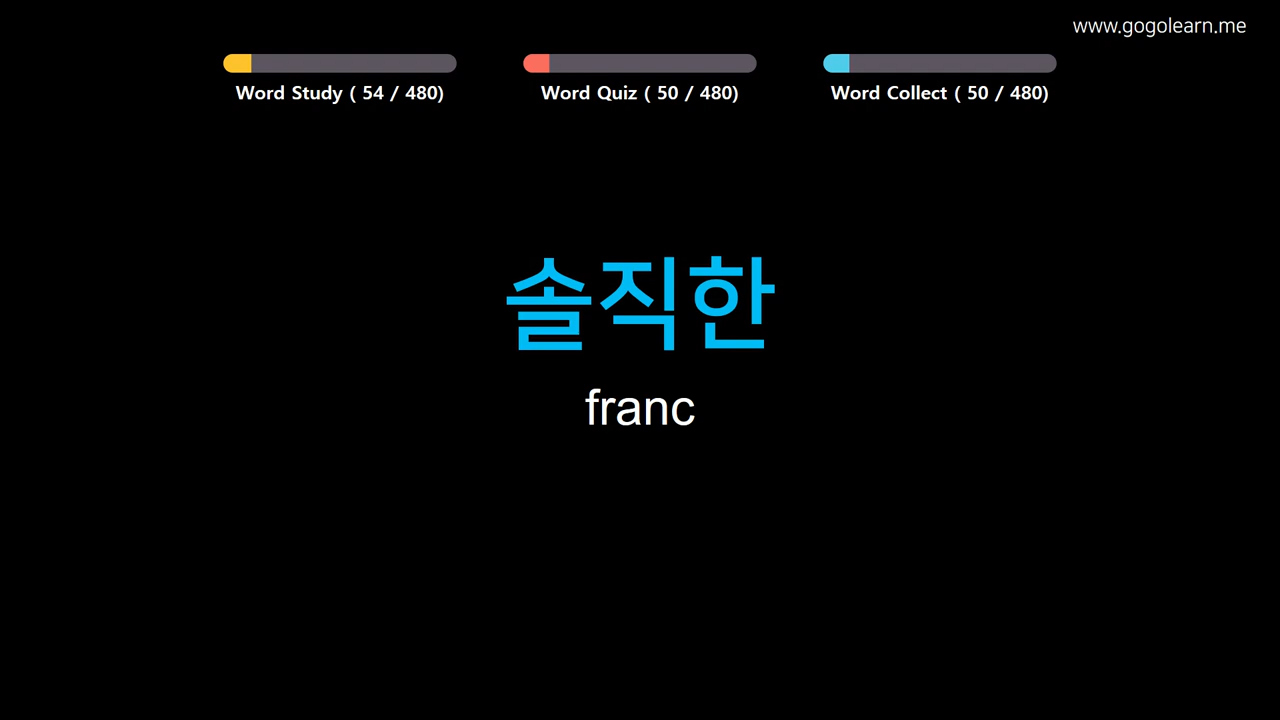 www.gogolearn.me
Word Study ( 54 / 480)
Word Quiz ( 50 / 480)
Word Collect ( 50 / 480)
솔직한
franc